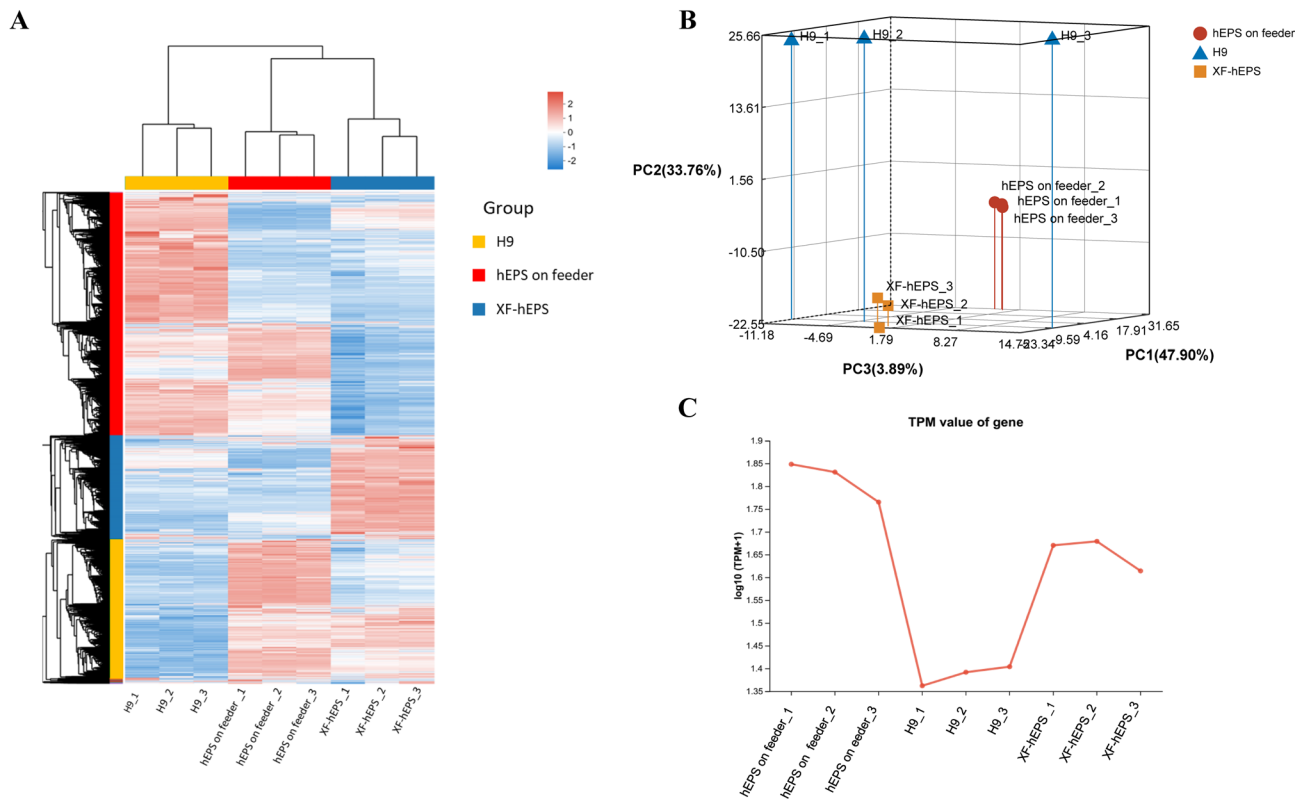 A
2
1
0
-1
-2
Group
H9
hEPS on feeder
XF-hEPS
H9_1
H9_2
H9_3
hEPS on feeder _1
hEPS on feeder _2
hEPS on feeder_3
XF-hEPS_1
XF-hEPS_2
XF-hEPS_3
B
hEPS on feeder
H9
XF-hEPS
25.66
13.61
1.56
-10.50
-22.55
PC2(33.76%)
H9_1
H9_2
H9_3
hEPS on feeder_2
hEPS on feeder_1
hEPS on feeder_3
XF-hEPS_3
XF-hEPS_2
XF-hEPS_1
-11.18
-4.69
1.79
8.27
14.75
-23.34
-9.59
4.16
17.91
31.65
PC3(3.89%)
PC1(47.90%)
C
TPM value of gene
log10 (TPM+1)
1.9
1.85
1.8
1.75
1.7
1.65
1.6
1.55
1.5
1.45
1.4
1.35
hEPS on feeder_1
hEPS on feeder_2
hEPS on eeder_3
H9_1
H9_2
H9_3
XF-hEPS_1
XF-hEPS_2
XF-hEPS_3